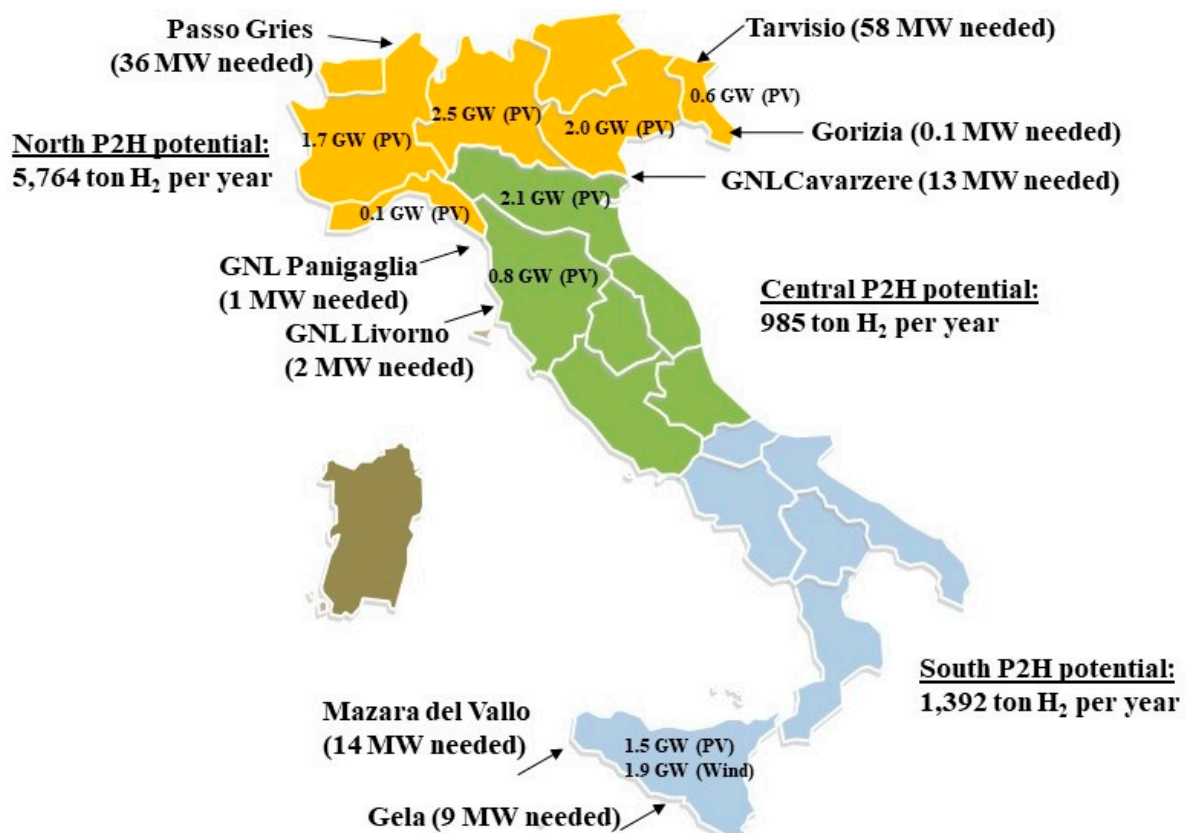 Passo Gries
(36 MW needed)
Tarvisio (58 MW needed)
0.6 GW (PV)
2.5 GW (PV)
2.0 GW (PV)
1.7 GW (PV)
Gorizia (0.1 MW needed)
North P2H potential:
5,764 ton H₂ per year
GNLCavarzere (13 MW needed)
2.1 GW (PV)
0.1 GW (PV)
GNL Panigaglia
(1 MW needed)
0.8 GW (PV)
GNL Livorno
(2 MW needed)
Central P2H potential:
985 ton H₂ per year
South P2H potential:
1,392 ton H₂ per year
Mazara del Vallo
(14 MW needed)
1.5 GW (PV)
1.9 GW (Wind)
Gela (9 MW needed)